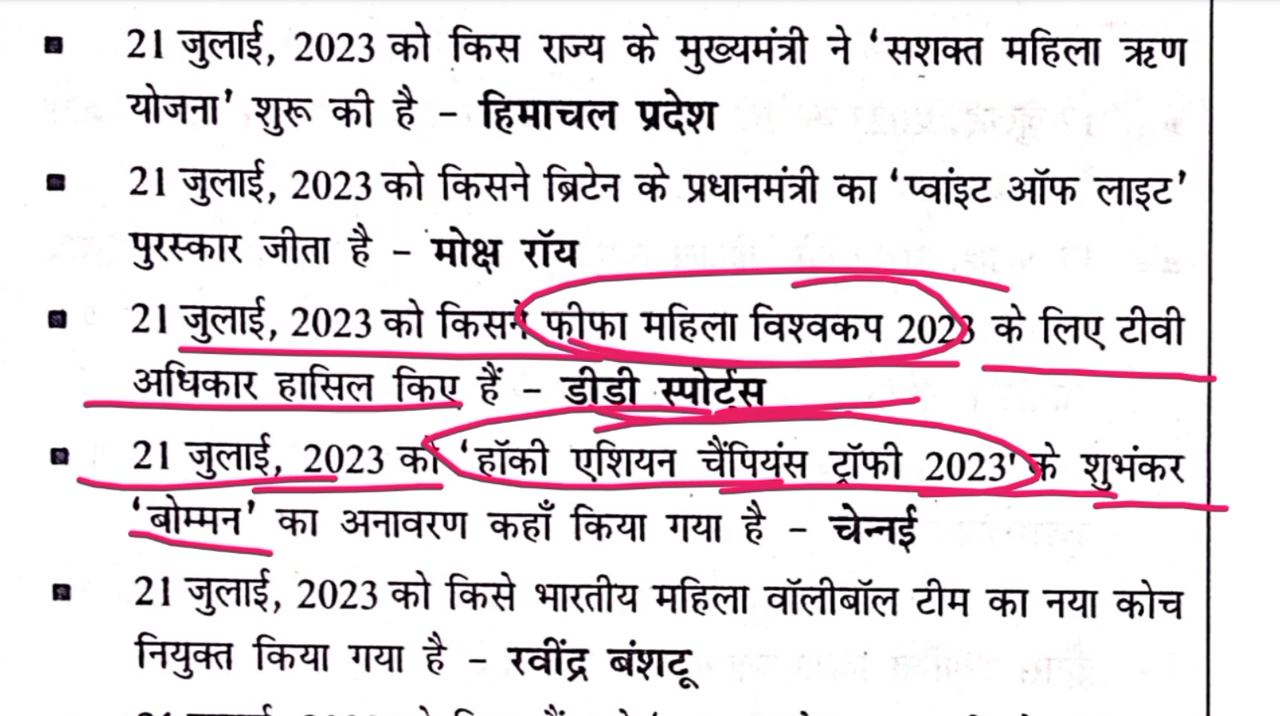 ▪ 21 जुलाई, 2023 को किस राज्य के मुख्यमंत्री ने ‘सशक्त महिला ऋण
योजना’ शुरू की है – हिमाचल प्रदेश
▪ 21 जुलाई, 2023 को किसने ब्रिटेन के प्रधानमंत्री का ‘प्वांइट ऑफ लाइट’
पुरस्कार जीता है – मोक्ष रॉय
▪ 21 जुलाई, 2023 को किसने फीफा महिला विश्वकप 2023 के लिए टीवी
अधिकार हासिल किए हैं – डीडी स्पोर्ट्स
▪ 21 जुलाई, 2023 को ‘हॉकी एशियन चैंपियंस ट्रॉफी 2023’ के शुभंकर
‘बोम्मन’ का अनावरण कहाँ किया गया है – चेन्नई
▪ 21 जुलाई, 2023 को किसे भारतीय महिला वॉलीबॉल टीम का नया कोच
नियुक्त किया गया है – रवींद्र बंशटू